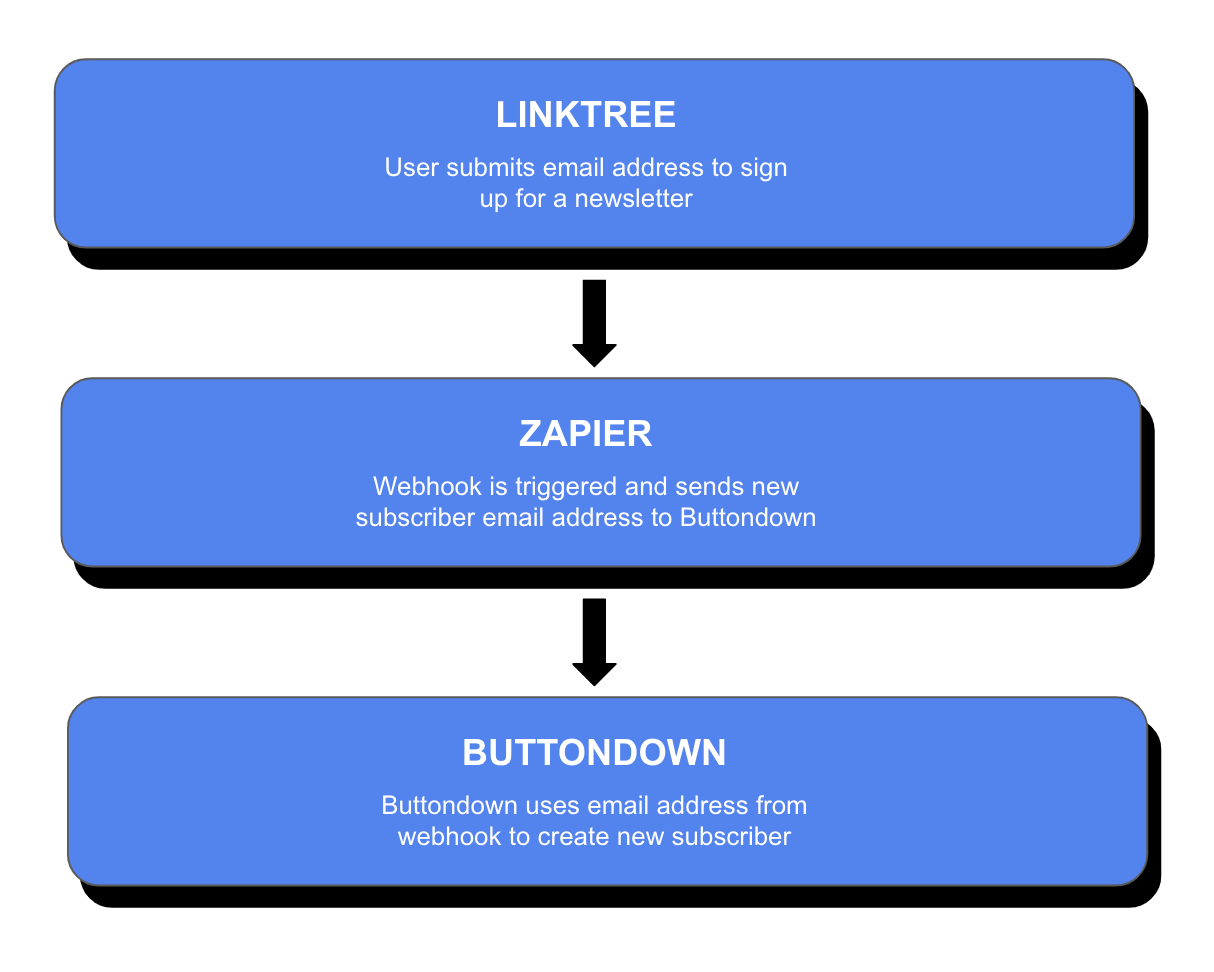 LINKTREE
User submits email address to sign
up for a newsletter
ZAPIER
Webhook is triggered and sends new
subscriber email address to Buttondown
BUTTONDOWN
Buttondown uses email address from
webhook to create new subscriber